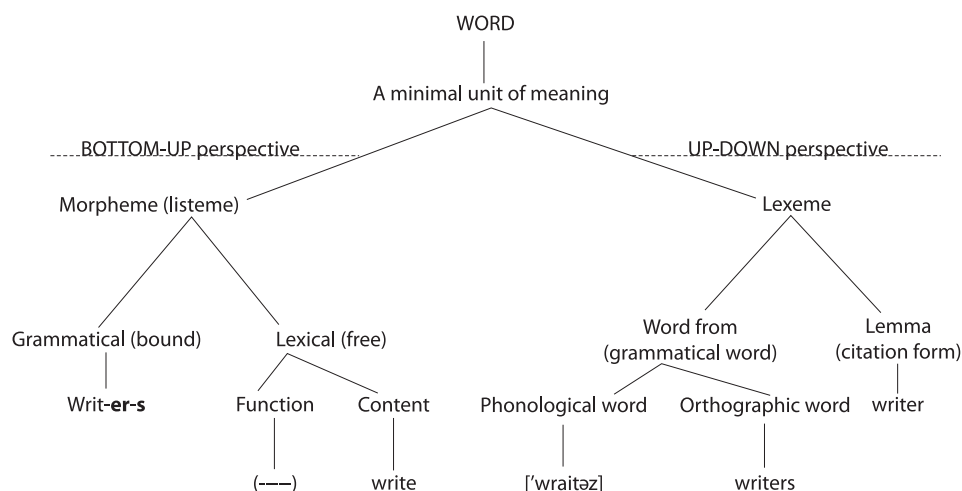 WORD
A minimal unit of meaning
BOTTOM-UP perspective
UP-DOWN perspective
Morpheme (listeme)
Lexeme
Grammatical (bound)
Lexical (free)
Word from
(grammatical word)
Lemma
(citation form)
Writ-er-s
Function
Content
Phonological word
Orthographic word
writer
(-----)
write
['wraitəz]
writers